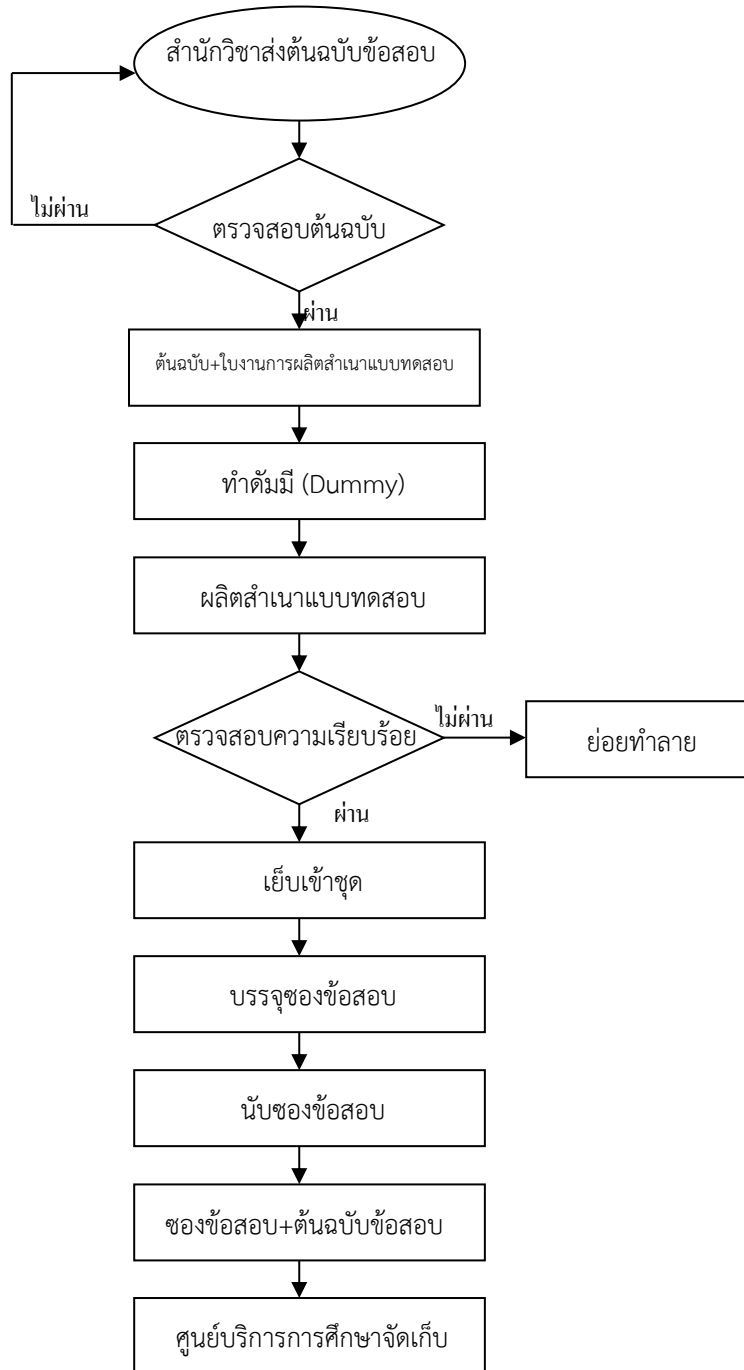 สำนักวิชาส่งต้นฉบับข้อสอบ
ไม่ผ่าน
ตรวจสอบต้นฉบับ
ผ่าน
ต้นฉบับ+ใบงานการผลิตสำเนาแบบทดสอบ
ทำดัมมี (Dummy)
ผลิตสำเนาแบบทดสอบ
ตรวจสอบความเรียบร้อย
ไม่ผ่าน
ย่อยทำลาย
ผ่าน
เย็บเข้าชุด
บรรจุซองข้อสอบ
นับซองข้อสอบ
ซองข้อสอบ+ต้นฉบับข้อสอบ
ศูนย์บริการการศึกษาจัดเก็บ